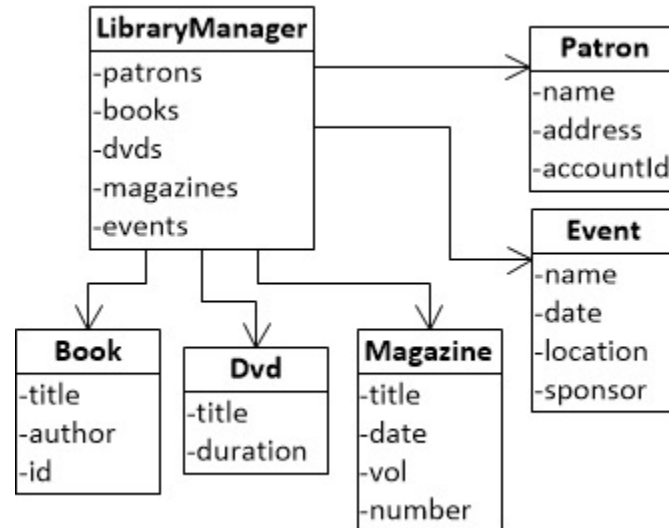 LibraryManager
-patrons
-books
-dvds
-magazines
-events
Patron
-name
-address
-accountId
Event
-name
-date
-location
-sponsor
Book
-title
-author
-id
Dvd
-title
-duration
Magazine
-title
-date
-vol
-number